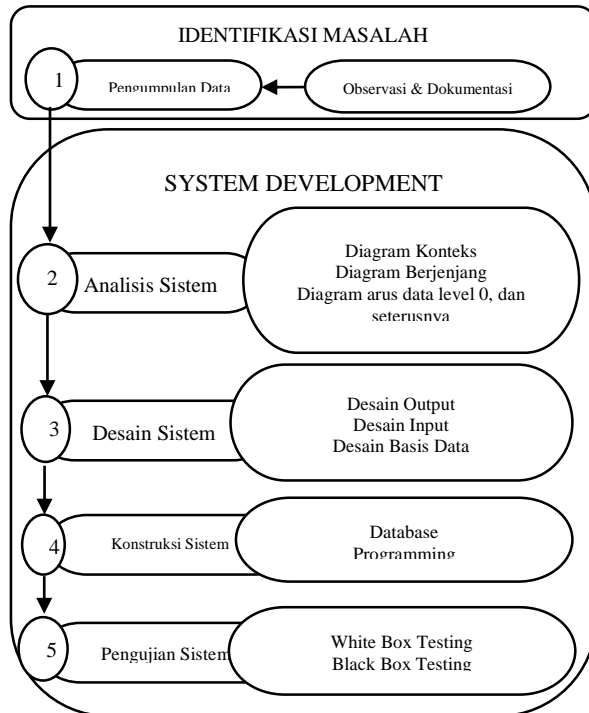 IDENTIFIKASI MASALAH
1
Pengumpulan Data
Observasi & Dokumentasi
SYSTEM DEVELOPMENT
2
Analisis Sistem
Diagram Konteks
Diagram Berjenjang
Diagram arus data level 0, dan
seterusnya
3
Desain Sistem
Desain Output
Desain Input
Desain Basis Data
4
Konstruksi Sistem
Database
Programming
5
Pengujian Sistem
White Box Testing
Black Box Testing